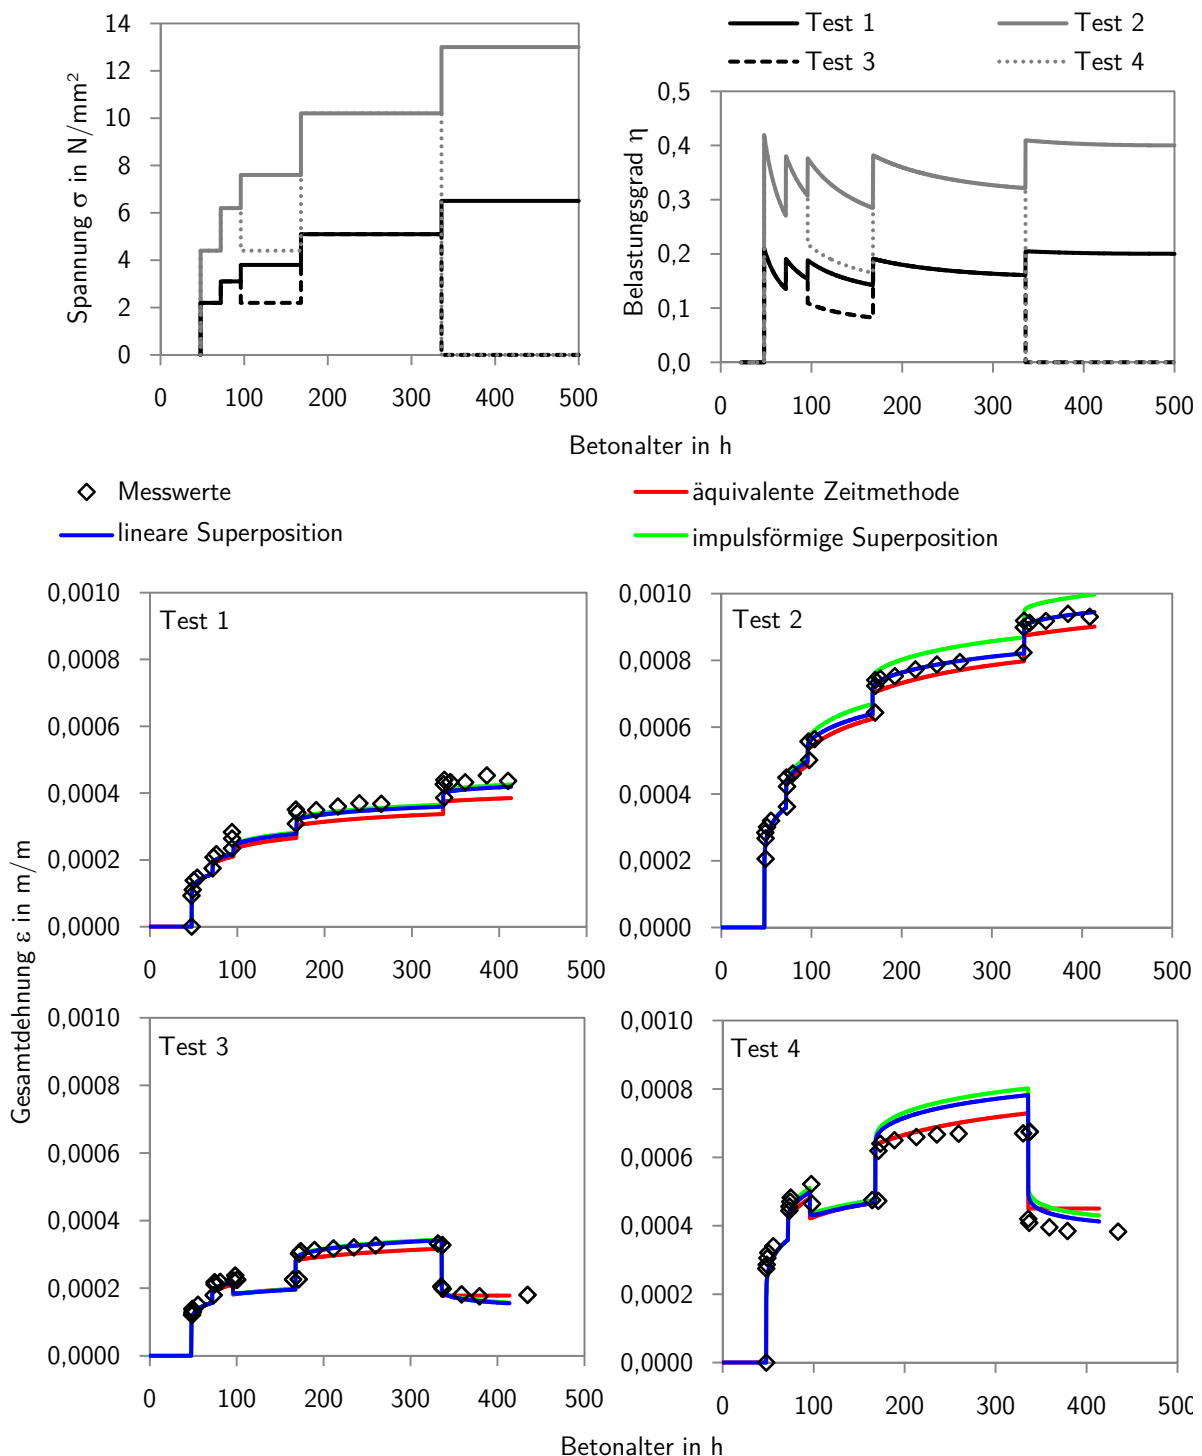 Test 1
Test 2
Test 3
Test 4
Spannung σ in N/mm²
14
12
10
8
6
4
2
0
0 100 200 300 400 500
Belastungsgrad η
0,5
0,4
0,3
0,2
0,1
0,0
0 100 200 300 400 500
Betonalter in h
Messwerte
äquivalente Zeitmethode
lineare Superposition
impulsförmige Superposition
Gesamtdehnung ε in m/m
Test 1
0,0010
0,0008
0,0006
0,0004
0,0002
0,0000
0 100 200 300 400 500
Test 2
0,0010
0,0008
0,0006
0,0004
0,0002
0,0000
0 100 200 300 400 500
Test 3
0,0010
0,0008
0,0006
0,0004
0,0002
0,0000
0 100 200 300 400 500
Test 4
0,0010
0,0008
0,0006
0,0004
0,0002
0,0000
0 100 200 300 400 500
Betonalter in h